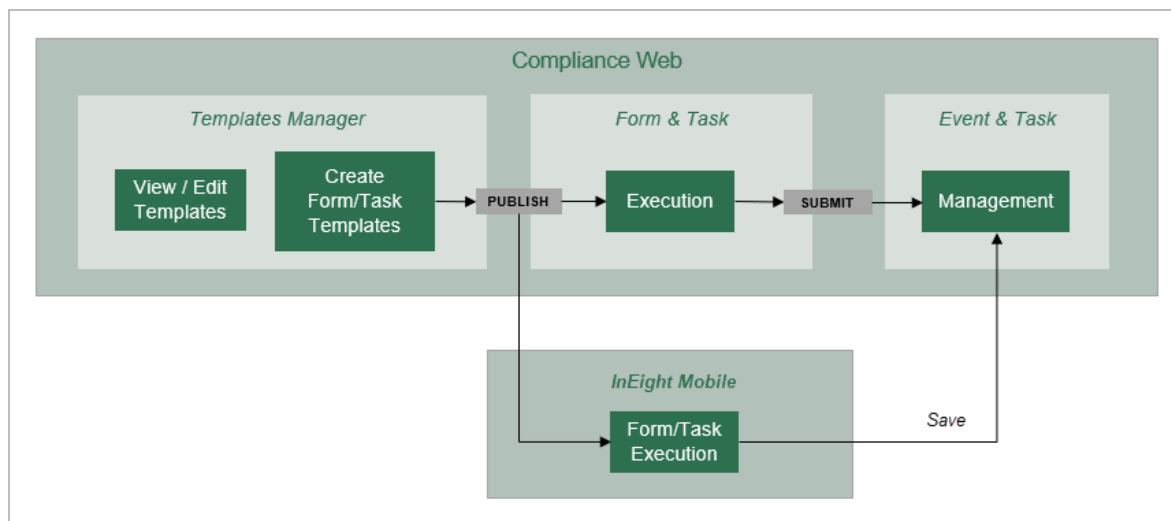 Compliance Web
Templates Manager
View / Edit
Templates
Create
Form/Task
Templates
PUBLISH
Form & Task
Execution
SUBMIT
Event & Task
Management
InEight Mobile
Form/Task
Execution
Save